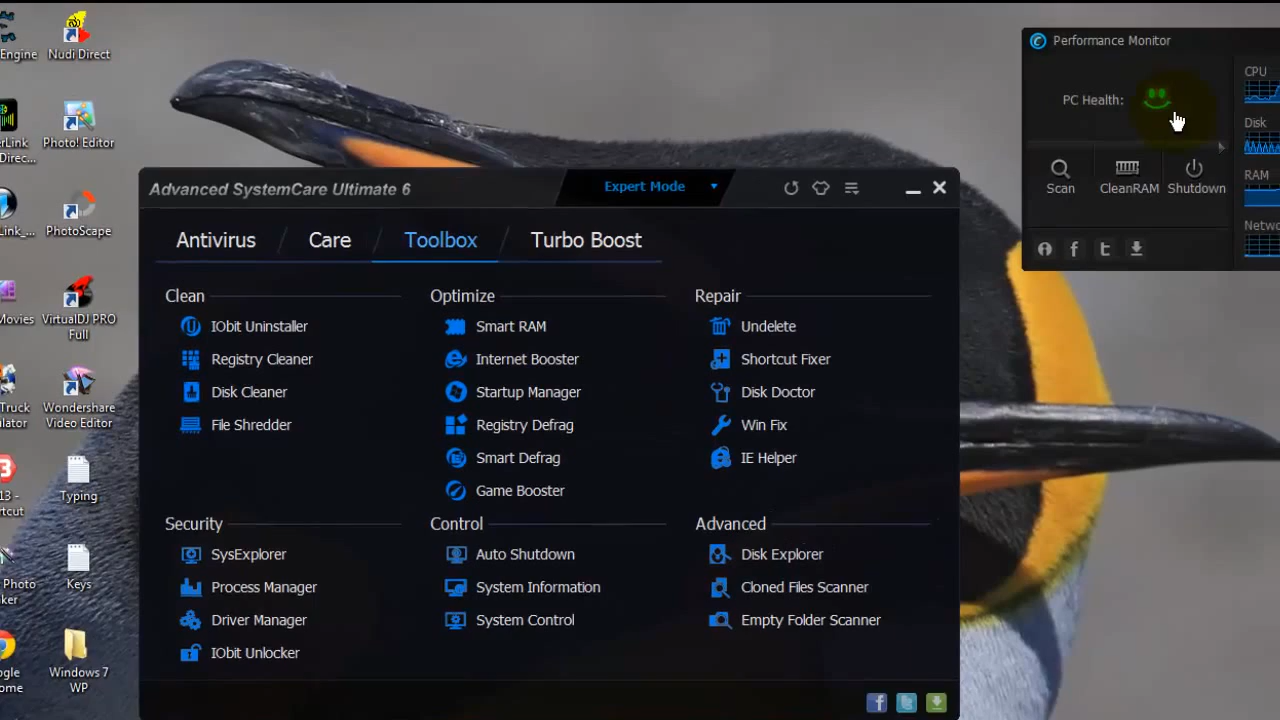 Engine
Nudi Direct
Photo! Editor
PhotoScape
VirtualDJ PRO
Full
Wondershare
Video Editor
Typing
Keys
Windows 7
WP
Performance Monitor
PC Health:
CPU
Disk
RAM
Scan
CleanRAM
Shutdown
Advanced SystemCare Ultimate 6
Expert Mode
Antivirus
Care
Toolbox
Turbo Boost
Clean
IObit Uninstaller
Registry Cleaner
Disk Cleaner
File Shredder
Optimize
Smart RAM
Internet Booster
Startup Manager
Registry Defrag
Smart Defrag
Game Booster
Repair
Undelete
Shortcut Fixer
Disk Doctor
Win Fix
IE Helper
Security
SysExplorer
Process Manager
Driver Manager
IObit Unlocker
Control
Auto Shutdown
System Information
System Control
Advanced
Disk Explorer
Cloned Files Scanner
Empty Folder Scanner